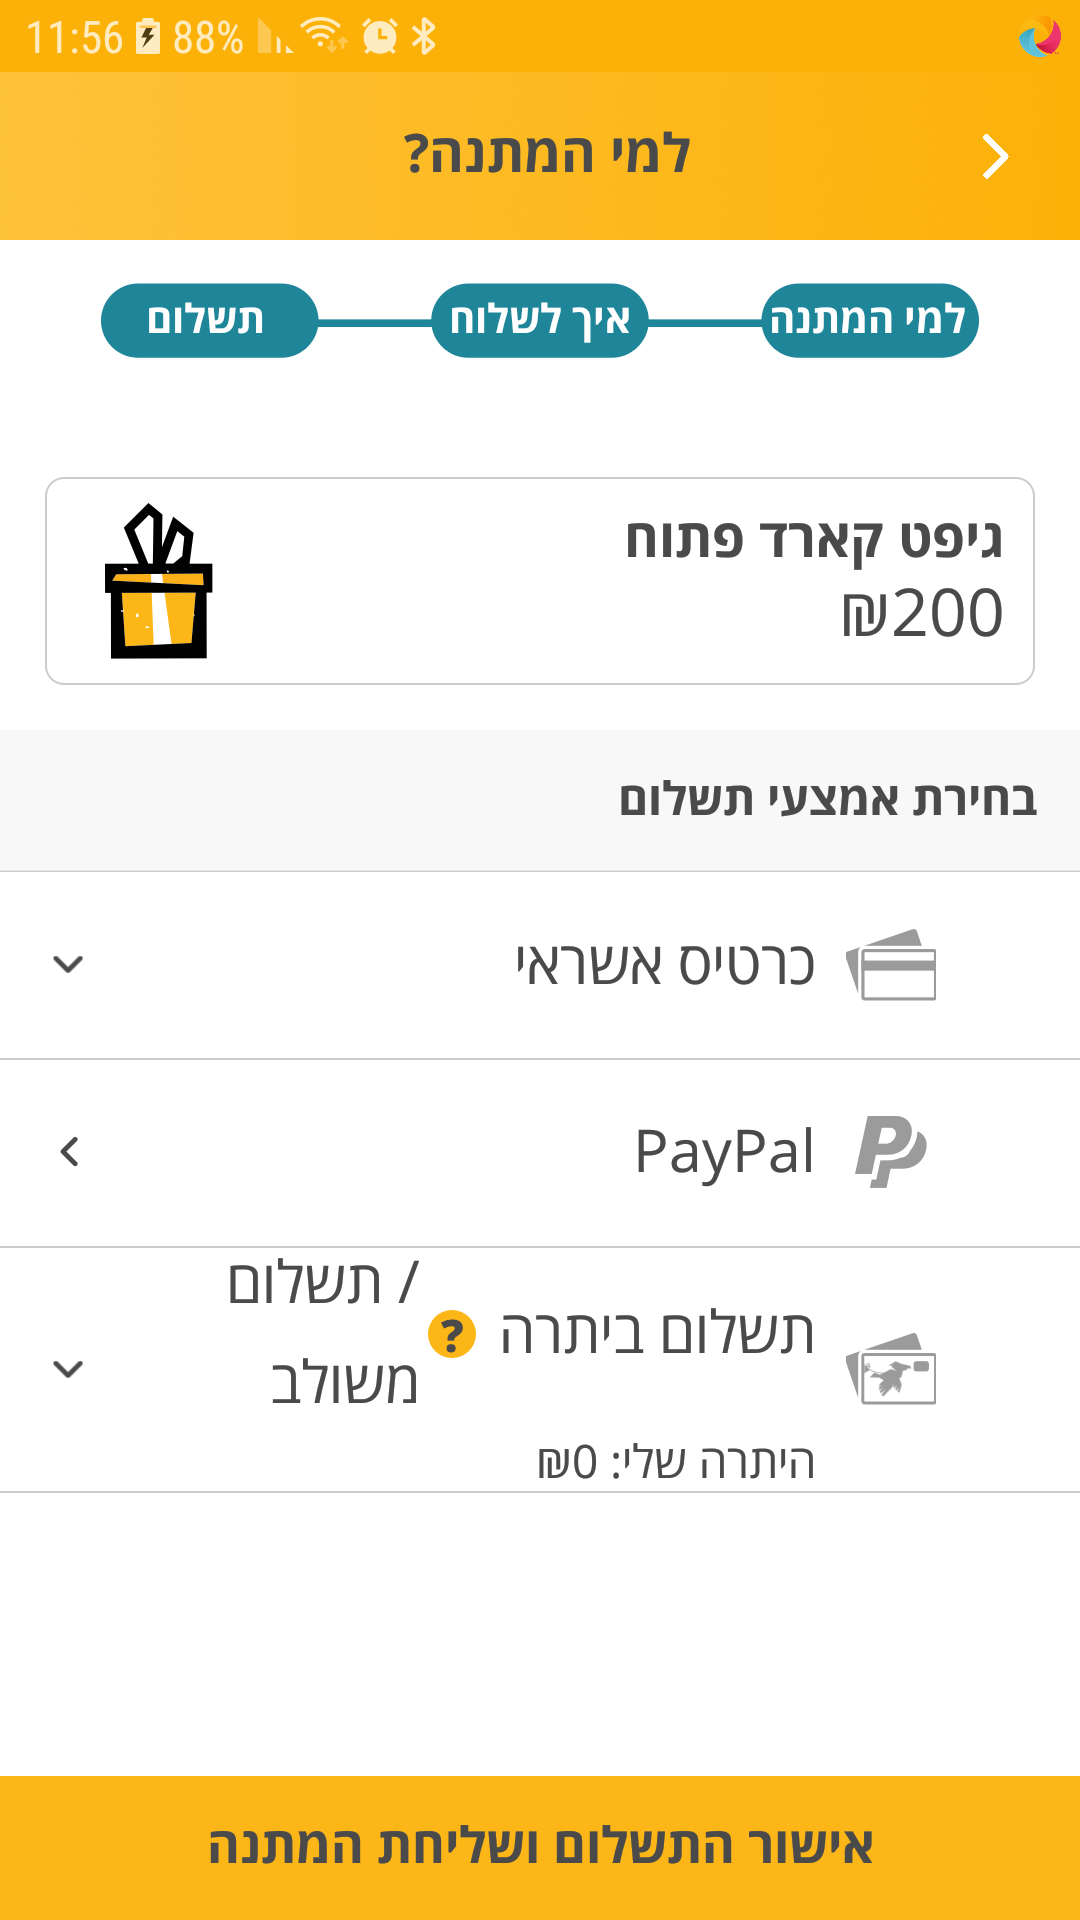 11:56 88%
למי המתנה?
למי המתנה איך לשלוח תשלום
גיפט קארד פתוח
₪200
בחירת אמצעי תשלום
כרטיס אשראי
PayPal
תשלום ביתרה ? / תשלום
משולב
היתרה שלי: ₪0
אישור התשלום ושליחת המתנה